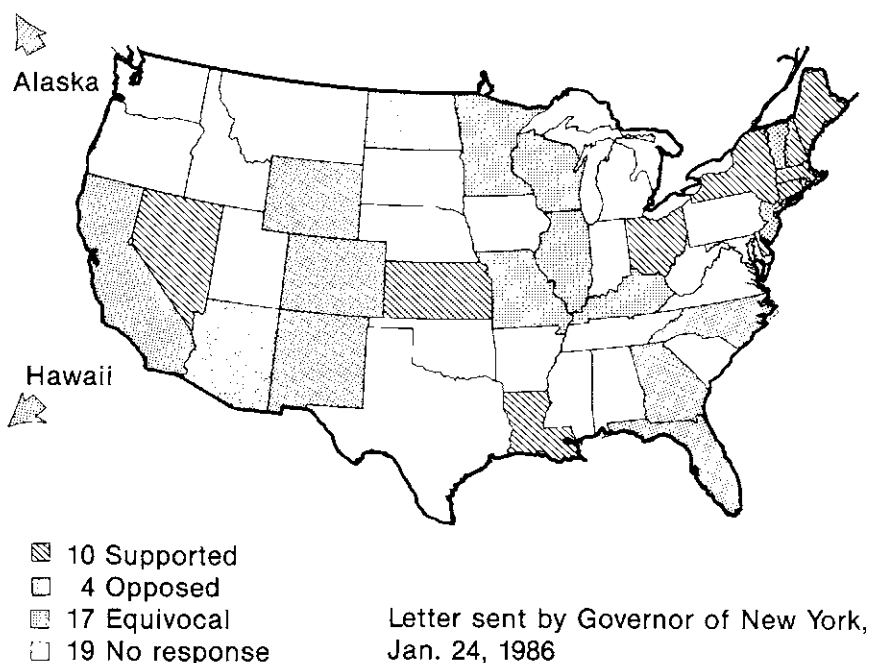 Alaska
Hawaii
10 Supported
4 Opposed
17 Equivocal
19 No response
Letter sent by Governor of New York,
Jan. 24, 1986